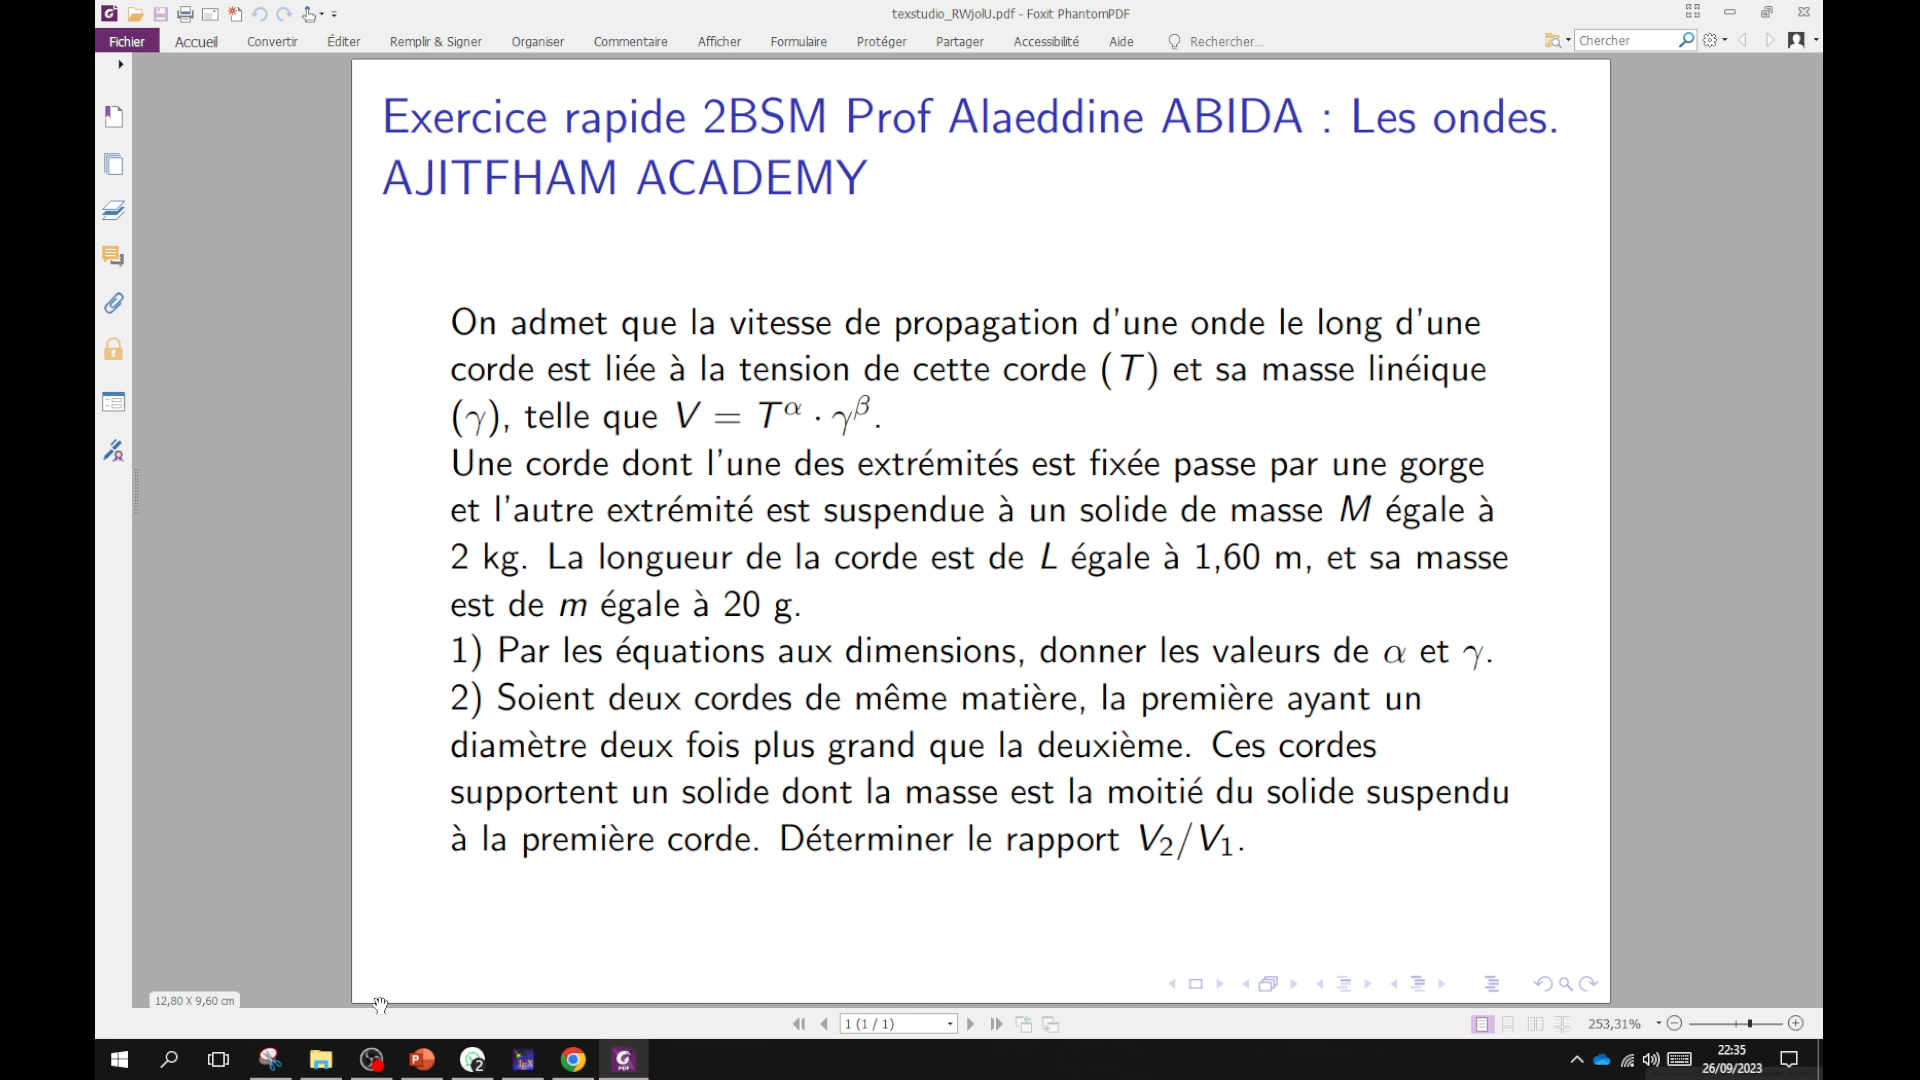 texstudio_RWjolU.pdf - Foxit PhantomPDF
Fichier Accueil Convertir Éditer Remplir & Signer Organiser Commentaire Afficher Formulaire Protéger Partager Accessibilité Aide Rechercher... Chercher
Exercice rapide 2BSM Prof Alaeddine ABIDA : Les ondes.
AJITFHAM ACADEMY
On admet que la vitesse de propagation d'une onde le long d'une
corde est liée à la tension de cette corde (T) et sa masse linéique
(γ), telle que V = T^α · γ^β.
Une corde dont l'une des extrémités est fixée passe par une gorge
et l'autre extrémité est suspendue à un solide de masse M égale à
2 kg. La longueur de la corde est de L égale à 1,60 m, et sa masse
est de m égale à 20 g.
1) Par les équations aux dimensions, donner les valeurs de α et γ.
2) Soient deux cordes de même matière, la première ayant un
diamètre deux fois plus grand que la deuxième. Ces cordes
supportent un solide dont la masse est la moitié du solide suspendu
à la première corde. Déterminer le rapport V₂/V₁.
12,80 X 9,60 cm
1 (1 / 1)
253,31%
22:35
26/09/2023